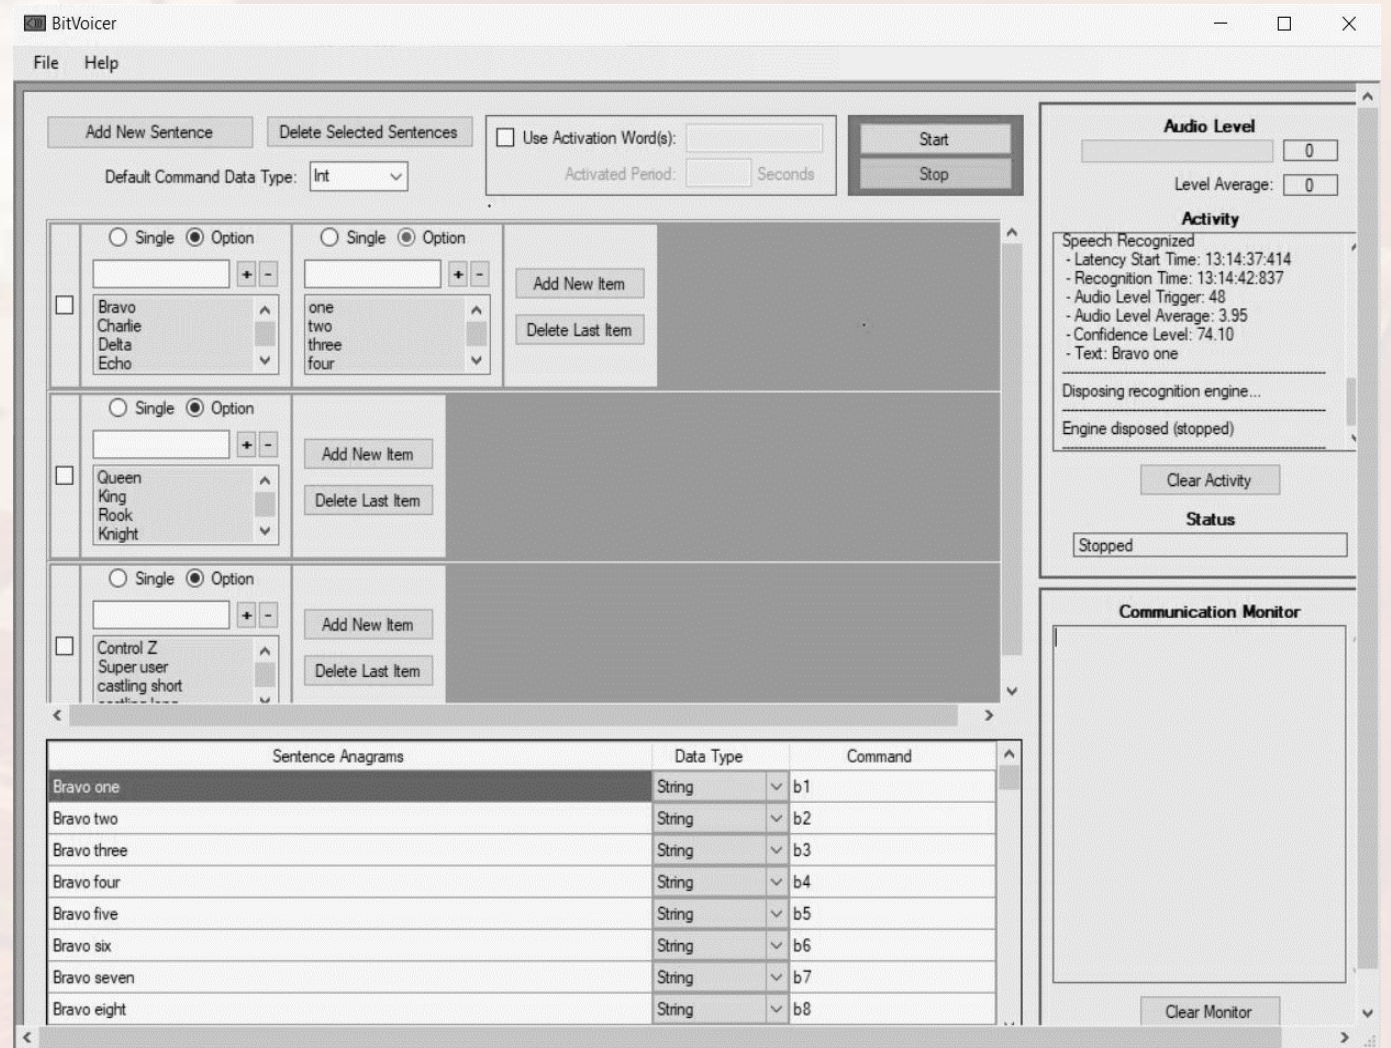 BitVoicer
File Help
Add New Sentence Delete Selected Sentences
Default Command Data Type: Int
Use Activation Word(s):
Activated Period: Seconds
Start
Stop
Single Option Single Option
+ - + -
Bravo
Charlie
Delta
Echo
one
two
three
four
Add New Item
Delete Last Item
Single Option
+ -
Queen
King
Rook
Knight
Add New Item
Delete Last Item
Single Option
+ -
Control Z
Super user
castling short
Add New Item
Delete Last Item
Sentence Anagrams Data Type Command
Bravo one String b1
Bravo two String b2
Bravo three String b3
Bravo four String b4
Bravo five String b5
Bravo six String b6
Bravo seven String b7
Bravo eight String b8
Audio Level
0
Level Average: 0
Activity
Speech Recognized
- Latency Start Time: 13:14:37:414
- Recognition Time: 13:14:42:837
- Audio Level Trigger: 48
- Audio Level Average: 3.95
- Confidence Level: 74.10
- Text: Bravo one
Disposing recognition engine...
Engine disposed (stopped)
Clear Activity
Status
Stopped
Communication Monitor
Clear Monitor